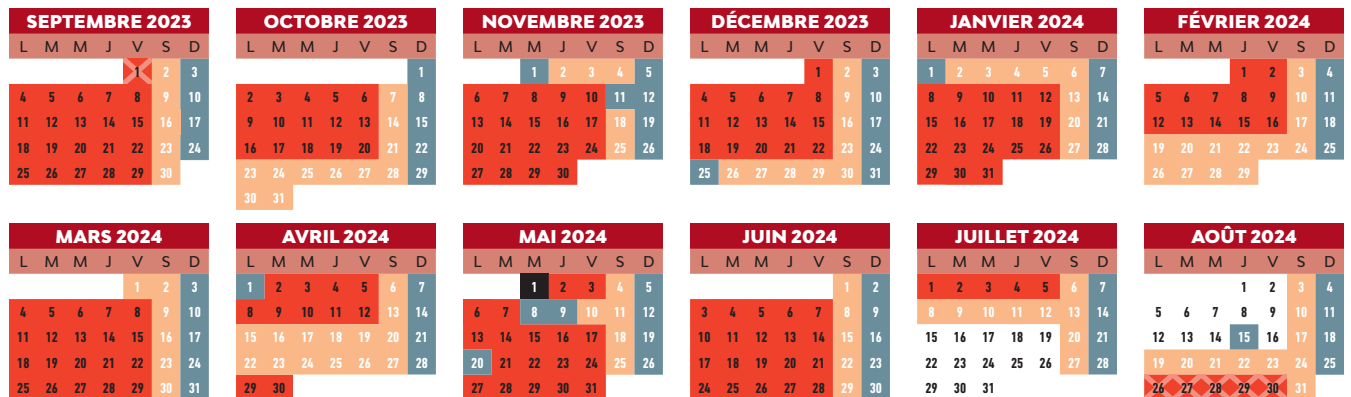 SEPTEMBRE 2023
L M M J V S D
1 2 3
4 5 6 7 8 9 10
11 12 13 14 15 16 17
18 19 20 21 22 23 24
25 26 27 28 29 30
OCTOBRE 2023
L M M J V S D
1
2 3 4 5 6 7 8
9 10 11 12 13 14 15
16 17 18 19 20 21 22
23 24 25 26 27 28 29
30 31
NOVEMBRE 2023
L M M J V S D
1 2 3 4 5
6 7 8 9 10 11 12
13 14 15 16 17 18 19
20 21 22 23 24 25 26
27 28 29 30
DÉCEMBRE 2023
L M M J V S D
1 2 3
4 5 6 7 8 9 10
11 12 13 14 15 16 17
18 19 20 21 22 23 24
25 26 27 28 29 30 31
JANVIER 2024
L M M J V S D
1 2 3 4 5 6 7
8 9 10 11 12 13 14
15 16 17 18 19 20 21
22 23 24 25 26 27 28
29 30 31
FÉVRIER 2024
L M M J V S D
1 2 3 4
5 6 7 8 9 10 11
12 13 14 15 16 17 18
19 20 21 22 23 24 25
26 27 28 29
MARS 2024
L M M J V S D
1 2 3
4 5 6 7 8 9 10
11 12 13 14 15 16 17
18 19 20 21 22 23 24
25 26 27 28 29 30 31
AVRIL 2024
L M M J V S D
1 2 3 4 5 6 7
8 9 10 11 12 13 14
15 16 17 18 19 20 21
22 23 24 25 26 27 28
29 30
MAI 2024
L M M J V S D
1 2 3 4 5
6 7 8 9 10 11 12
13 14 15 16 17 18 19
20 21 22 23 24 25 26
27 28 29 30 31
JUIN 2024
L M M J V S D
1 2
3 4 5 6 7 8 9
10 11 12 13 14 15 16
17 18 19 20 21 22 23
24 25 26 27 28 29 30
JUILLET 2024
L M M J V S D
1 2 3 4 5 6 7
8 9 10 11 12 13 14
15 16 17 18 19 20 21
22 23 24 25 26 27 28
29 30 31
AOÛT 2024
L M M J V S D
1 2 3 4
5 6 7 8 9 10 11
12 13 14 15 16 17 18
19 20 21 22 23 24 25
26 27 28 29 30 31